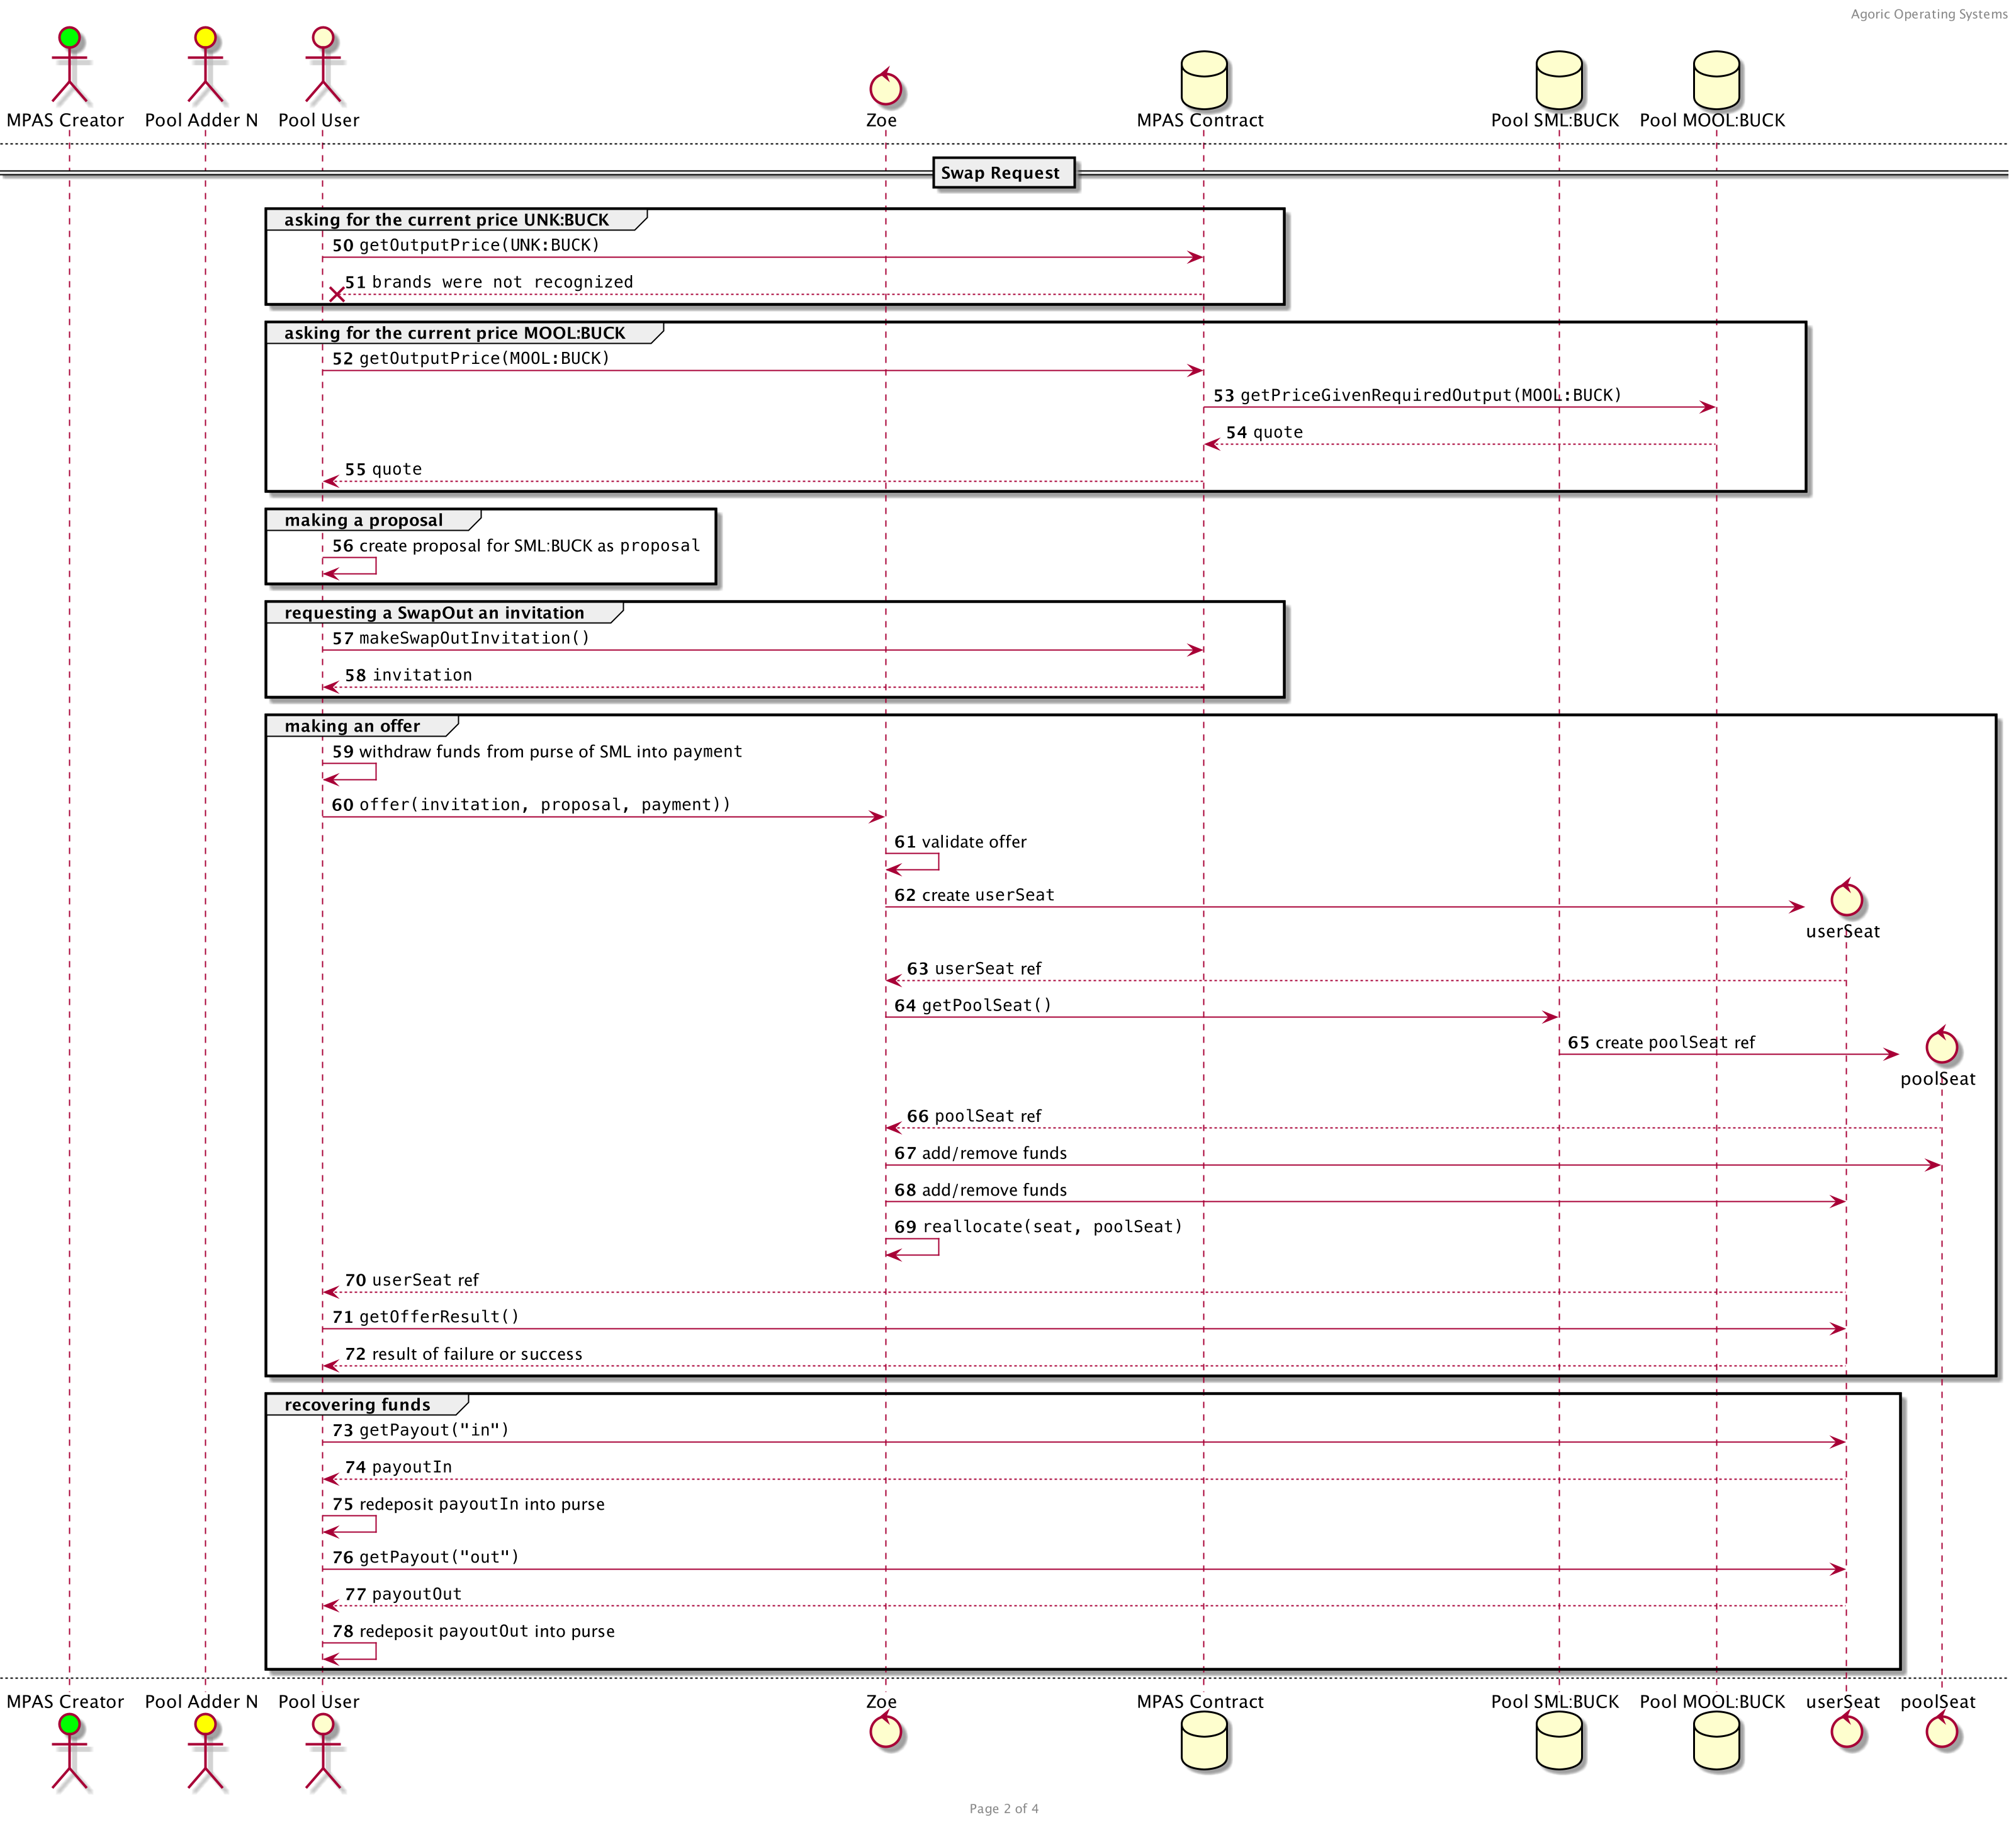 Agoric Operating Systems
MPAS Creator Pool Adder N Pool User Zoe MPAS Contract Pool SML:BUCK Pool MOOL:BUCK
Swap Request
asking for the current price UNK:BUCK
50 getOutputPrice(UNK:BUCK)
51 brands were not recognized
asking for the current price MOOL:BUCK
52 getOutputPrice(MOOL:BUCK)
53 getPriceGivenRequiredOutput(MOOL:BUCK)
54 quote
55 quote
making a proposal
56 create proposal for SML:BUCK as proposal
requesting a SwapOut an invitation
57 makeSwapOutInvitation()
58 invitation
making an offer
59 withdraw funds from purse of SML into payment
60 offer(invitation, proposal, payment))
61 validate offer
62 create userSeat
userSeat
63 userSeat ref
64 getPoolSeat()
65 create poolSeat ref
poolSeat
66 poolSeat ref
67 add/remove funds
68 add/remove funds
69 reallocate(seat, poolSeat)
70 userSeat ref
71 getOfferResult()
72 result of failure or success
recovering funds
73 getPayout("in")
74 payoutIn
75 redeposit payoutIn into purse
76 getPayout("out")
77 payoutOut
78 redeposit payoutOut into purse
MPAS Creator Pool Adder N Pool User Zoe MPAS Contract Pool SML:BUCK Pool MOOL:BUCK userSeat poolSeat
Page 2 of 4